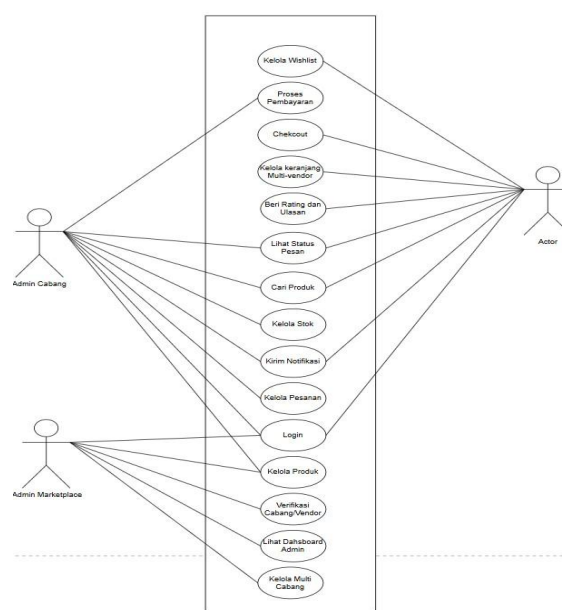 Kelola Wishlist
Proses
Pembayaran
Chekcout
Kelola keranjang
Multi-vendor
Beri Rating dan
Ulasan
Lihat Status
Pesan
Cari Produk
Kelola Stok
Kirim Notifikasi
Kelola Pesanan
Login
Kelola Produk
Verifikasi
Cabang/Vendor
Lihat Dahsboard
Admin
Kelola Multi
Cabang
Admin Cabang
Admin Marketplace
Actor